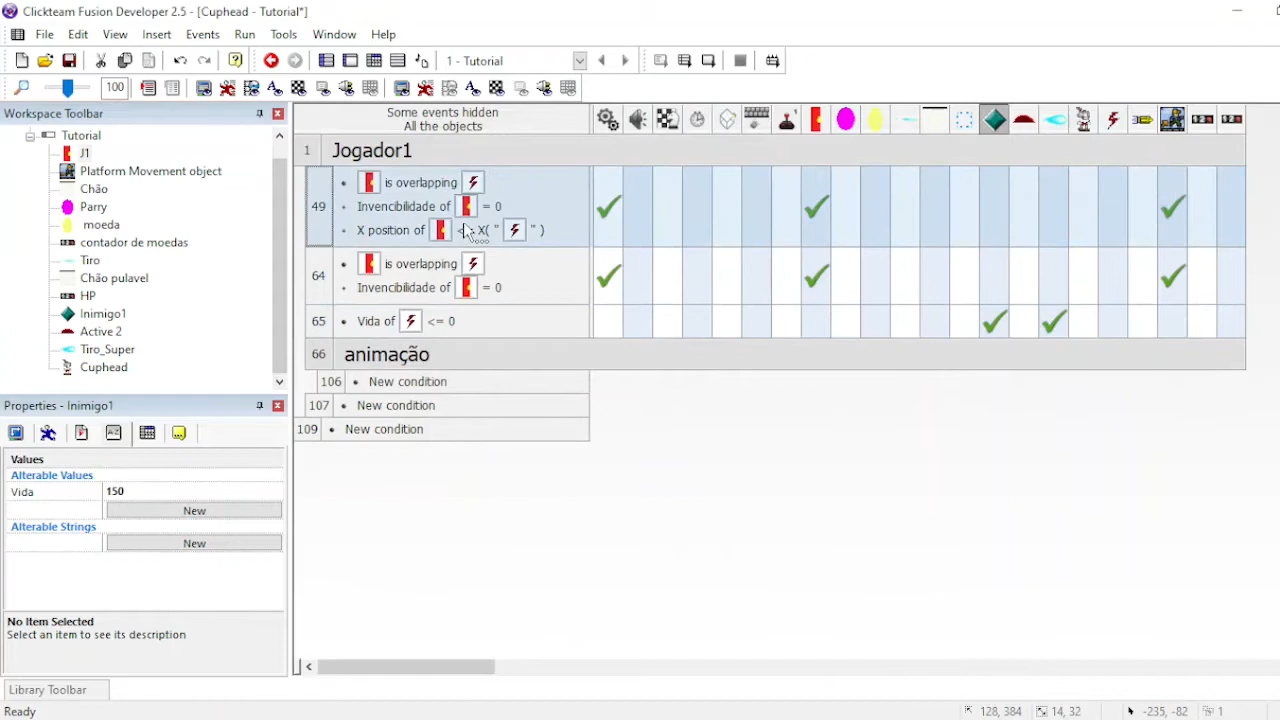 Clickteam Fusion Developer 2.5 - [Cuphead - Tutorial*]
File Edit View Insert Events Run Tools Window Help
1 - Tutorial
100
Workspace Toolbar
Tutorial
J1
Platform Movement object
Chão
Parry
moeda
contador de moedas
Tiro
Chão pulavel
HP
Inimigo1
Active 2
Tiro_Super
Cuphead
Properties - Inimigo1
Values
Alterable Values
Vida 150
New
Alterable Strings
New
No Item Selected
Select an item to see its description
Library Toolbar
Ready
Some events hidden
All the objects
1 Jogador1
49
• is overlapping
+ Invencibilidade of = 0
+ X position of X( " " )
64
• is overlapping
+ Invencibilidade of = 0
65 • Vida of <= 0
66 animação
106 • New condition
107 • New condition
109 • New condition
128, 384
14, 32
-235, -82
1